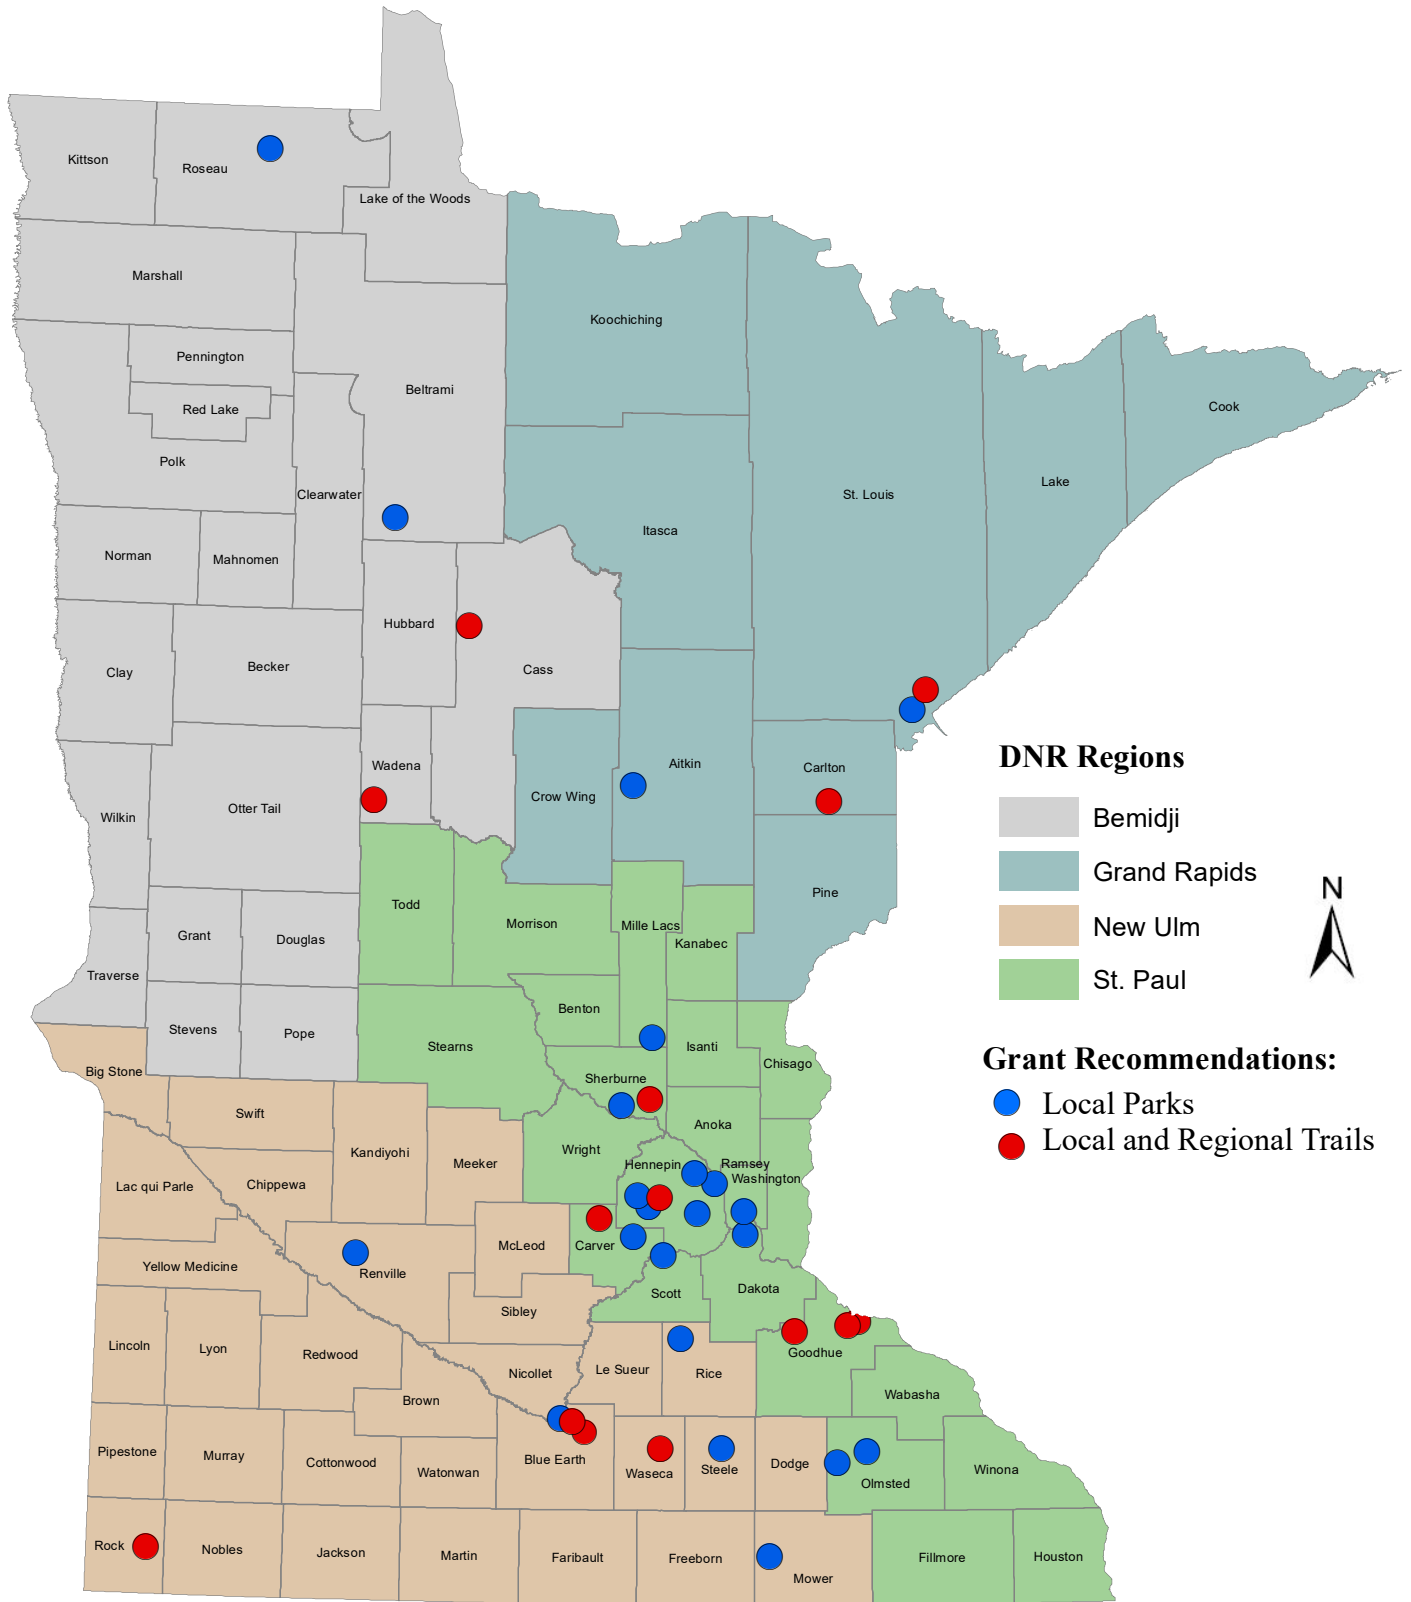 Kittson
Roseau
Lake of the Woods
Marshall
Koochiching
Pennington
Beltrami
Red Lake
Cook
Polk
Clearwater
St. Louis
Lake
Itasca
Norman
Mahnomen
Hubbard
Becker
Cass
Clay
Wadena
Aitkin
Carlton
Crow Wing
Otter Tail
Wilkin
Pine
Todd
Morrison
Mille Lacs
Kanabec
Grant
Douglas
Traverse
Benton
Stevens
Pope
Stearns
Isanti
Chisago
Big Stone
Sherburne
Swift
Anoka
Kandiyohi
Wright
Meeker
Hennepin
Ramsey
Washington
Lac qui Parle
Chippewa
McLeod
Carver
Yellow Medicine
Renville
Scott
Dakota
Sibley
Lincoln
Lyon
Redwood
Goodhue
Nicollet
Le Sueur
Rice
Brown
Wabasha
Pipestone
Murray
Cottonwood
Watonwan
Blue Earth
Waseca
Steele
Dodge
Olmsted
Winona
Rock
Nobles
Jackson
Martin
Faribault
Freeborn
Mower
Fillmore
Houston
DNR Regions
Bemidji
Grand Rapids
New Ulm
St. Paul
N
Grant Recommendations:
Local Parks
Local and Regional Trails